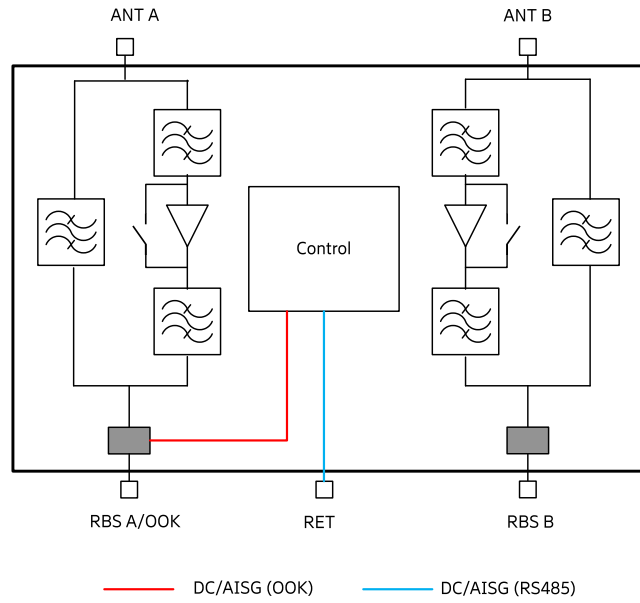 ANT A
ANT B
Control
RBS A/OOK
RET
RBS B
DC/AISG (OOK)
DC/AISG (RS485)